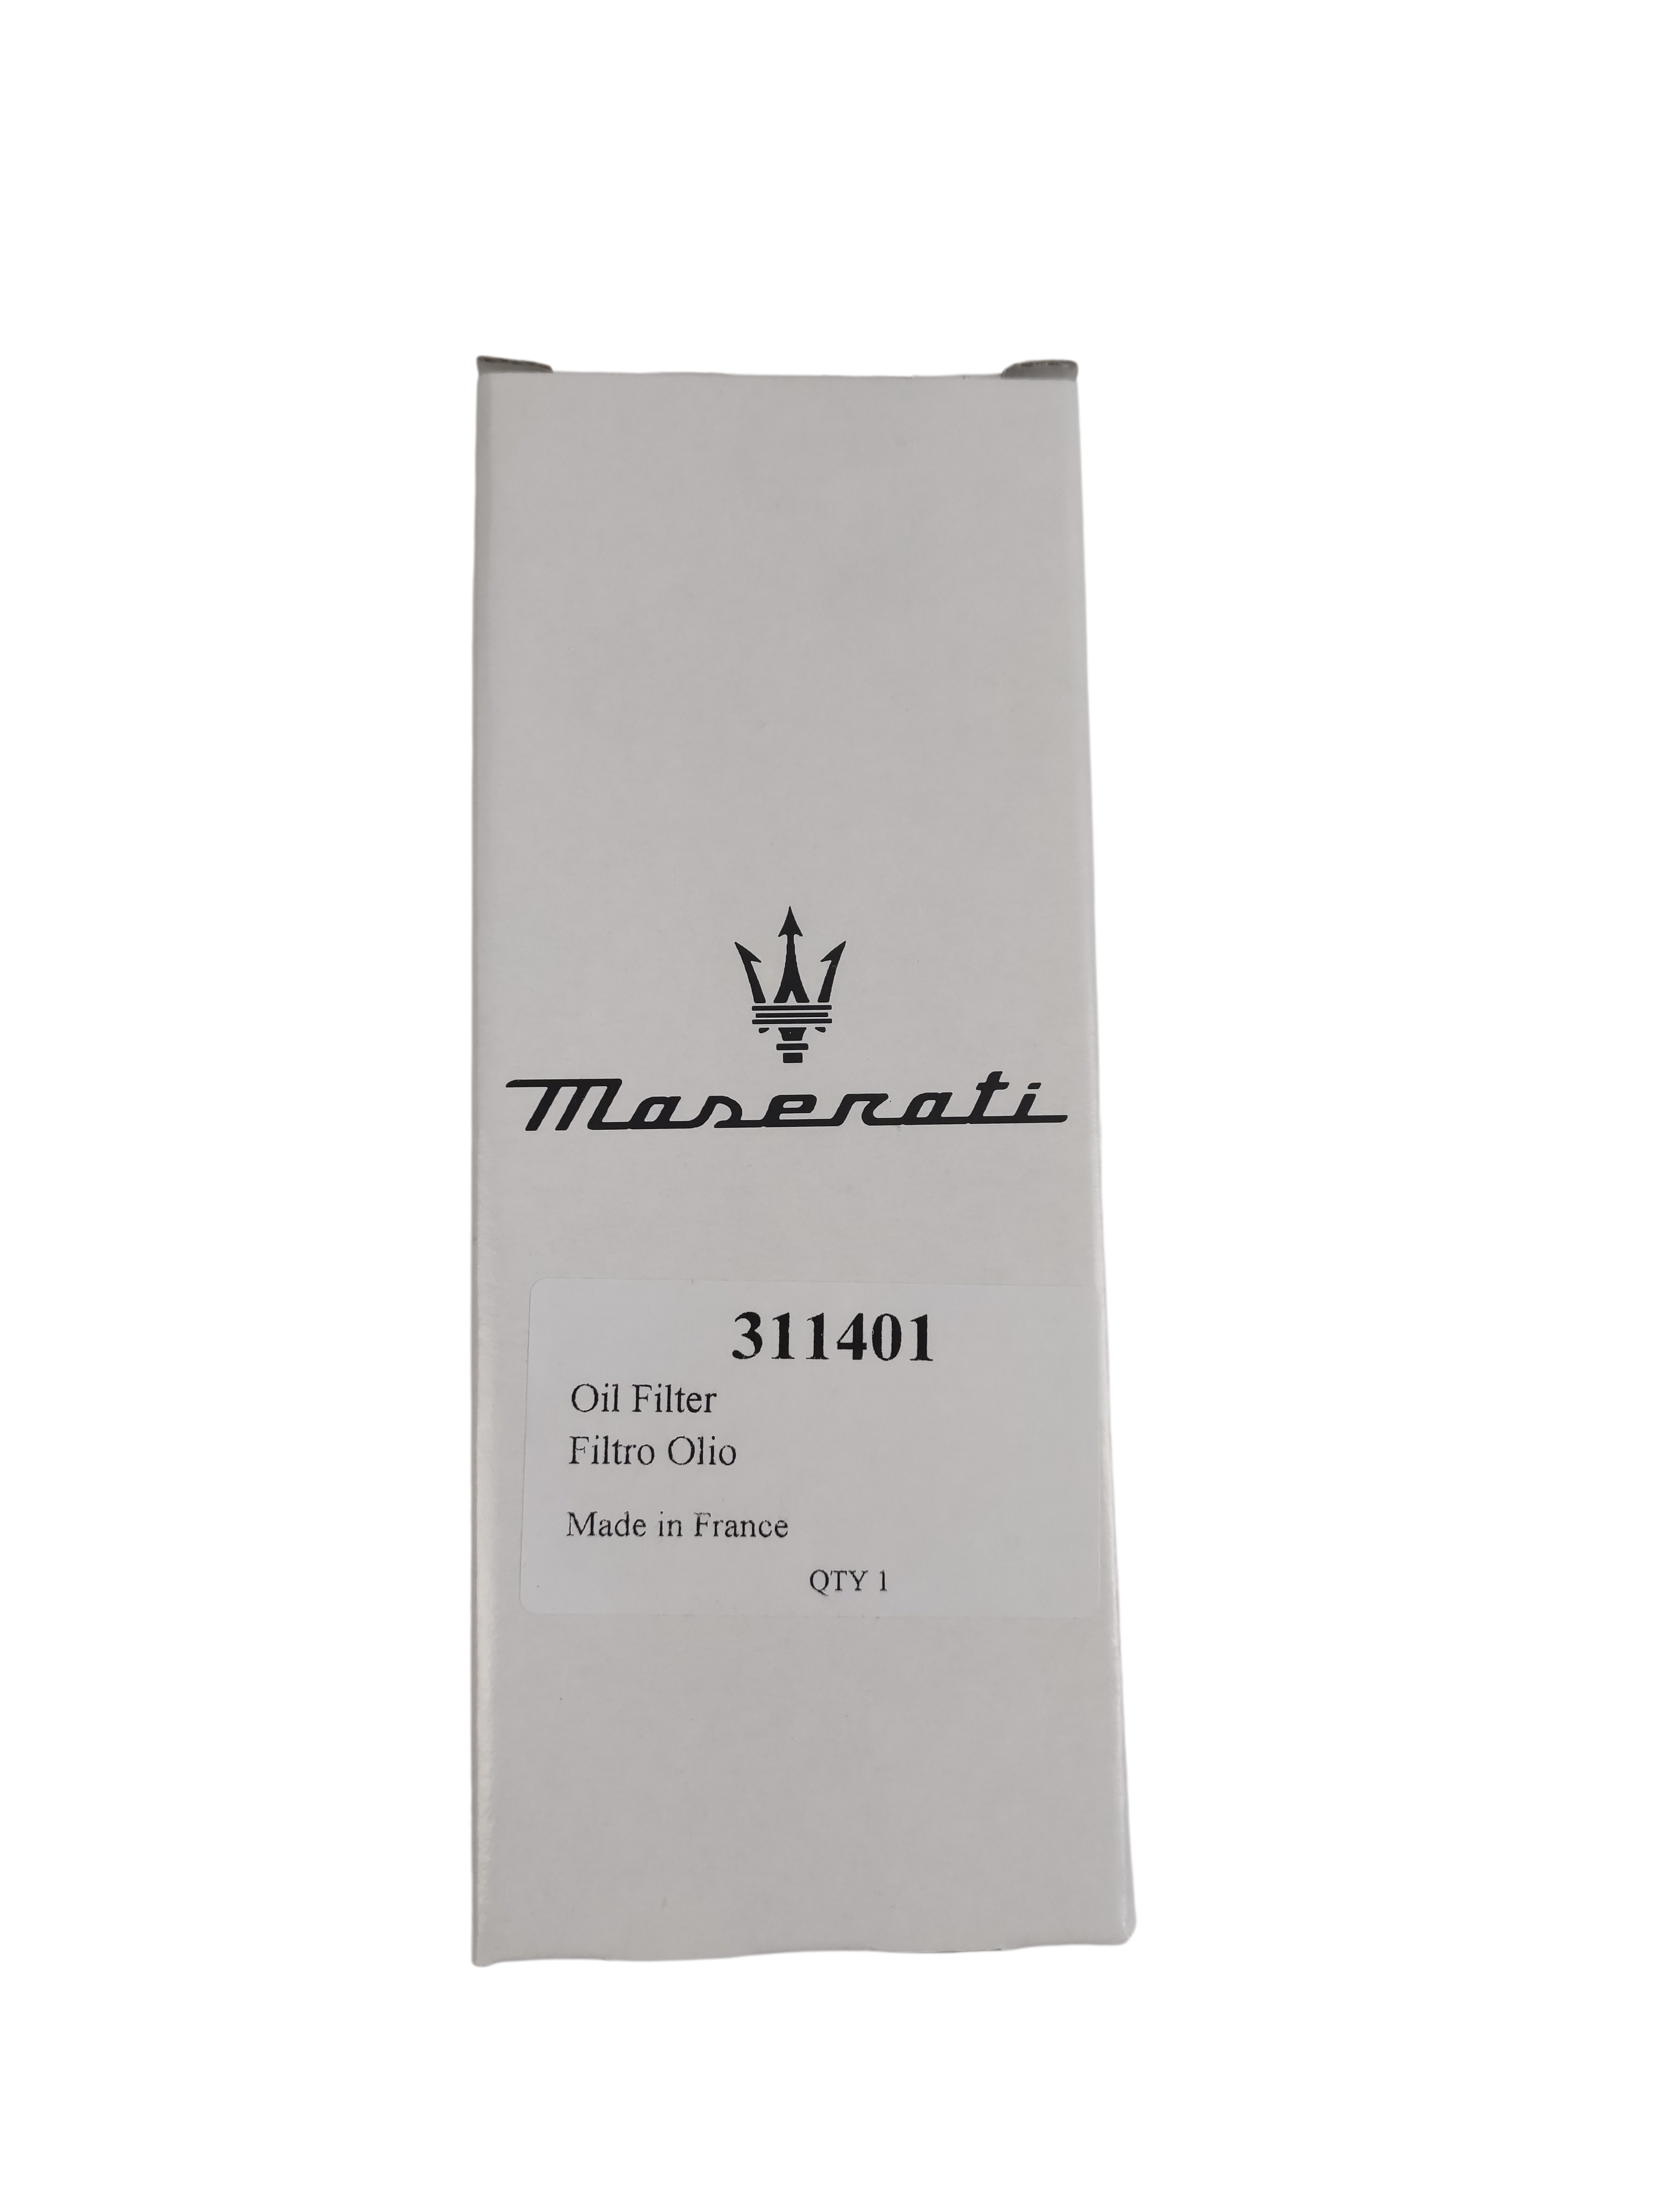 Maserati
311401
Oil Filter
Filtro Olio
Made in France
QTY 1